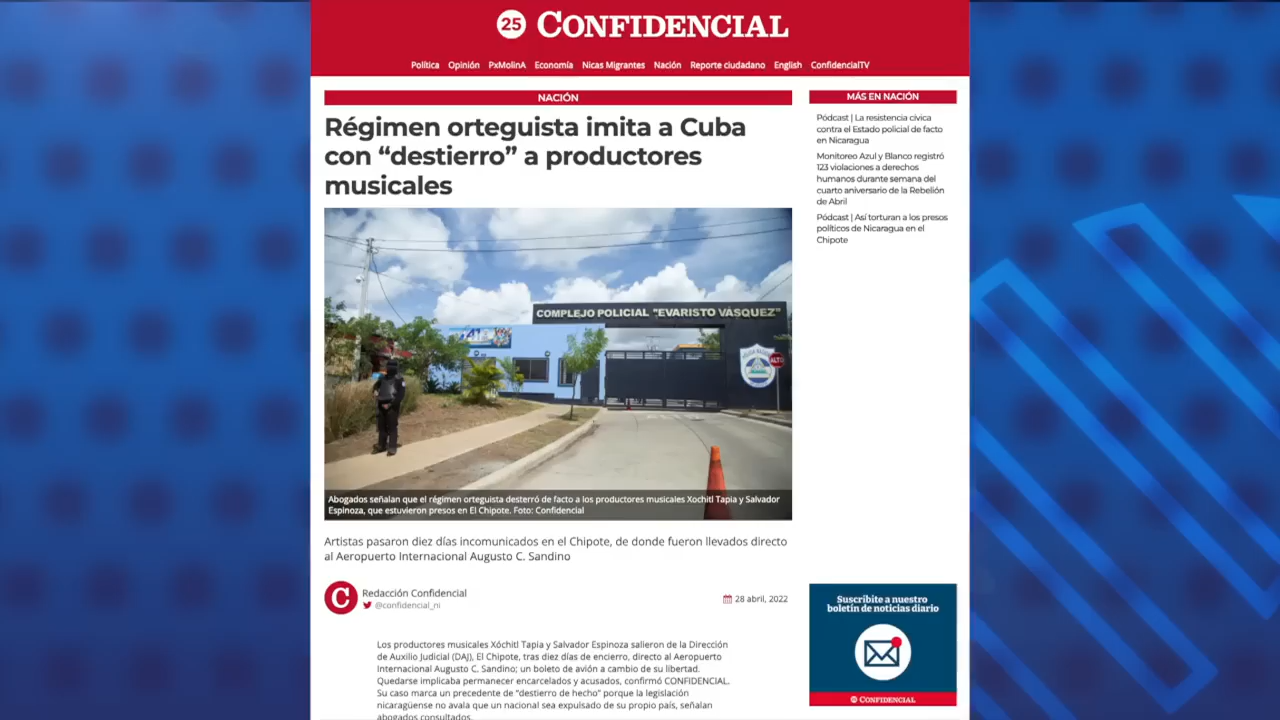 25 CONFIDENCIAL
Política Opinión PxMolinA Economía Nicas Migrantes Nación Reporte ciudadano English ConfidencialTV
NACIÓN
Régimen orteguista imita a Cuba
con “destierro” a productores
musicales
COMPLEJO POLICIAL "EVARISTO VÁSQUEZ"
ALTO
Abogados señalan que el régimen orteguista desterró de facto a los productores musicales Xochitl Tapia y Salvador
Espinoza, que estuvieron presos en El Chipote. Foto: Confidencial
Artistas pasaron diez días incomunicados en el Chipote, de donde fueron llevados directo
al Aeropuerto Internacional Augusto C. Sandino
C
Redacción Confidencial
@confidencial_ni
28 abril, 2022
Los productores musicales Xóchitl Tapia y Salvador Espinoza salieron de la Dirección
de Auxilio Judicial (DAJ), El Chipote, tras diez días de encierro, directo al Aeropuerto
Internacional Augusto C. Sandino; un boleto de avión a cambio de su libertad.
Quedarse implicaba permanecer encarcelados y acusados, confirmó CONFIDENCIAL.
Su caso marca un precedente de “destierro de hecho” porque la legislación
nicaragüense no avala que un nacional sea expulsado de su propio país, señalan
abogados consultados.
MÁS EN NACIÓN
Pódcast | La resistencia cívica
contra el Estado policial de facto
en Nicaragua
Monitoreo Azul y Blanco registró
123 violaciones a derechos
humanos durante semana del
cuarto aniversario de la Rebelión
de Abril
Pódcast | Así torturan a los presos
políticos de Nicaragua en el
Chipote
Suscribite a nuestro
boletín de noticias diario
CONFIDENCIAL